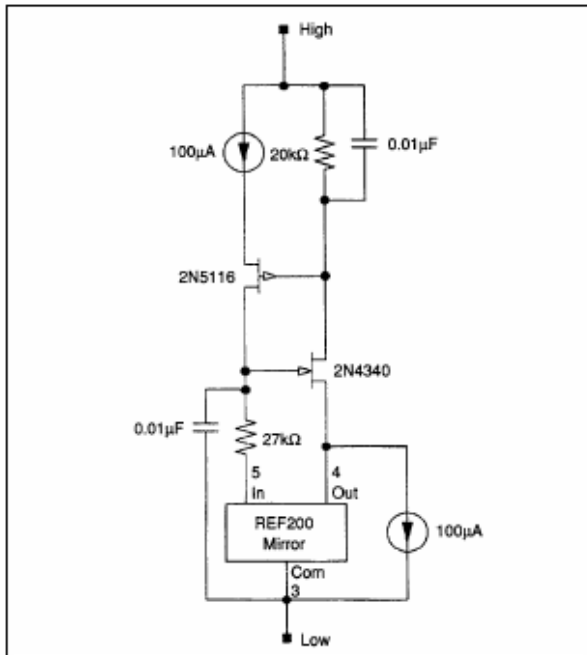 High
100µA
20kΩ
0.01µF
2N5116
2N4340
0.01µF
27kΩ
5
4
In
Out
REF200
Mirror
100µA
Com
3
Low